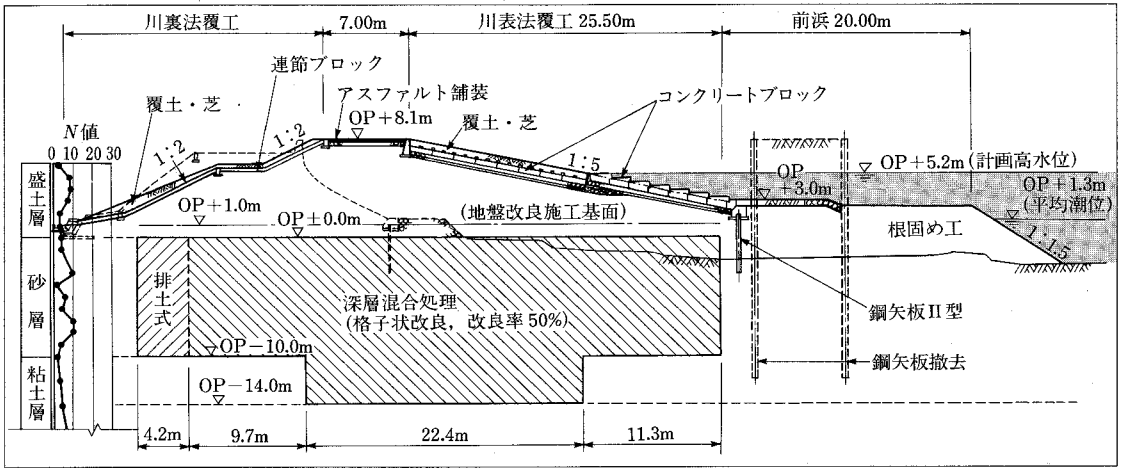 川裏法覆工
7.00m
川表法覆工 25.50m
前浜 20.00m
連節ブロック
覆土・芝
アスファルト舗装
コンクリートブロック
OP+8.1m
覆土・芝
N値
0 10 20 30
1:2
1:2
1:5
OP+5.2m(計画高水位)
OP
+3.0m
OP+1.3m
(平均潮位)
盛土層
OP+1.0m
OP±0.0m
(地盤改良施工基面)
根固め工
1:1.5
砂層
排土式
深層混合処理
(格子状改良,改良率50%)
鋼矢板II型
OP−10.0m
鋼矢板撤去
粘土層
OP−14.0m
4.2m
9.7m
22.4m
11.3m